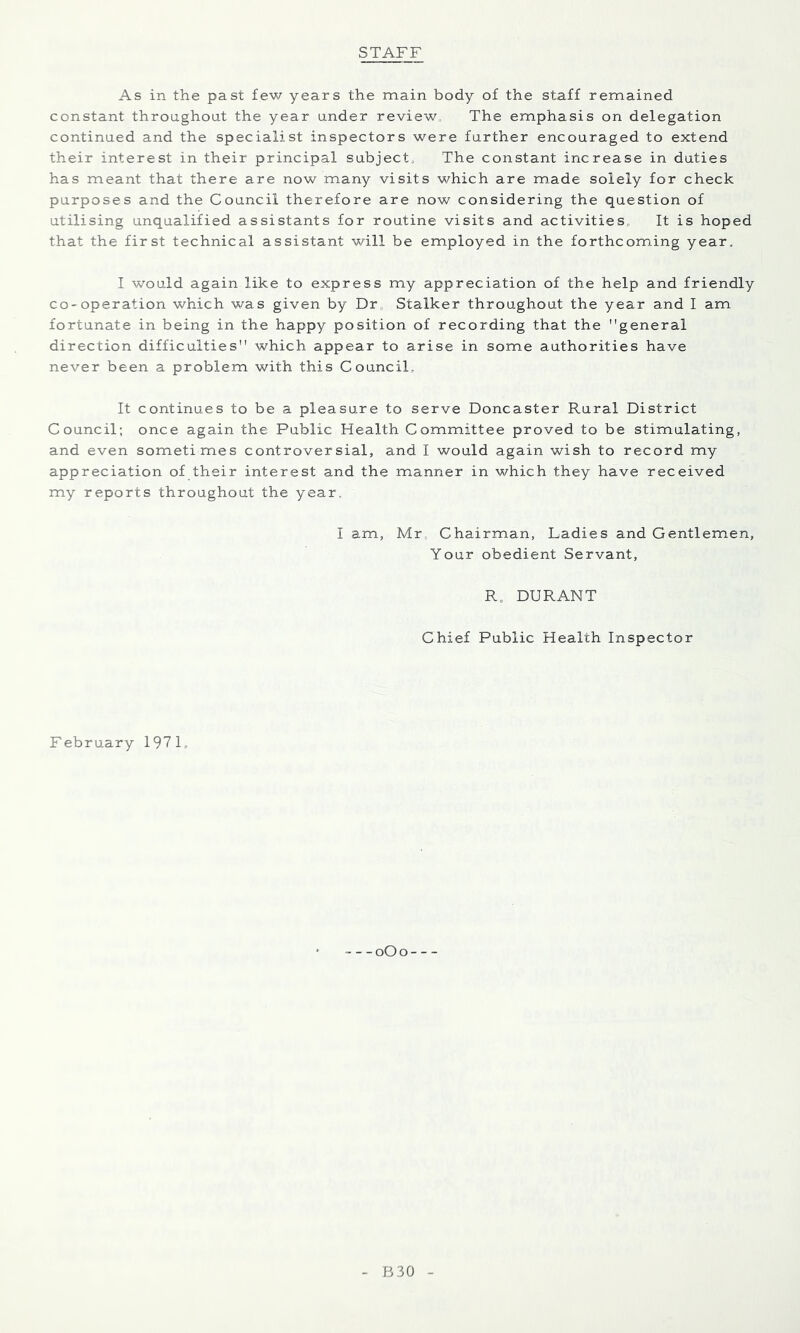 STAFF
As in the past few years the main body of the staff remained
constant throughout the year under review. The emphasis on delegation
continued and the specialist inspectors were further encouraged to extend
their interest in their principal subject. The constant increase in duties
has meant that there are now many visits which are made solely for check
purposes and the Council therefore are now considering the question of
utilising unqualified assistants for routine visits and activities. It is hoped
that the first technical assistant will be employed in the forthcoming year.
I would again like to express my appreciation of the help and friendly
co-operation which was given by Dr. Stalker throughout the year and I am
fortunate in being in the happy position of recording that the "general
direction difficulties" which appear to arise in some authorities have
never been a problem with this Council.
It continues to be a pleasure to serve Doncaster Rural District
Council; once again the Public Health Committee proved to be stimulating,
and even sometimes controversial, and I would again wish to record my
appreciation of their interest and the manner in which they have received
my reports throughout the year.
I am, Mr. Chairman, Ladies and Gentlemen,
Your obedient Servant,
R. DURANT
Chief Public Health Inspector
February 1971.
---oOo---
- B30 -